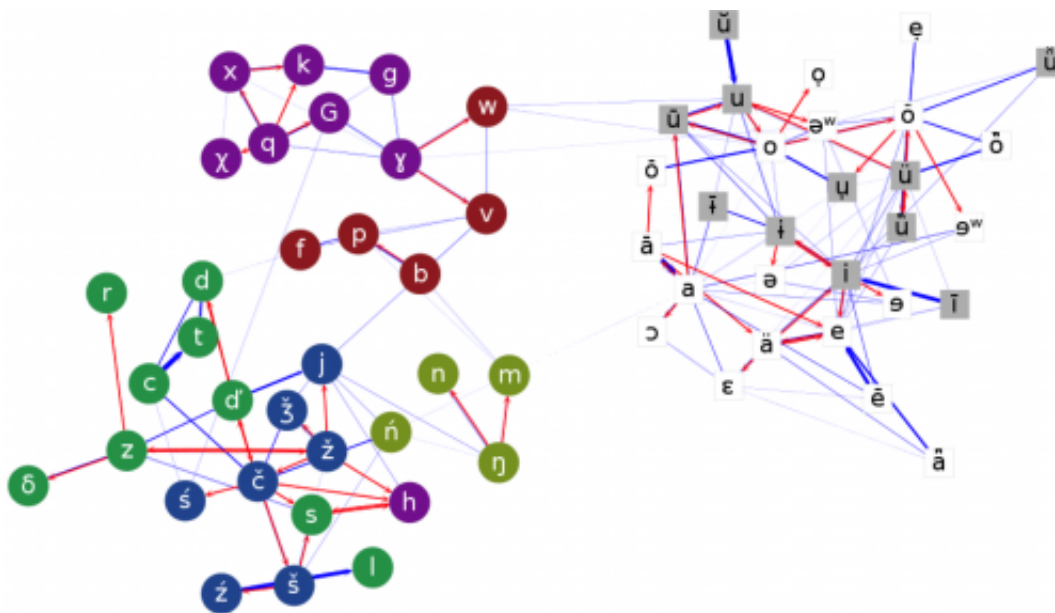 x
k
g
G
q
χ
ɣ
w
v
p
f
b
d
r
t
c
j
ď
ǯ
n
m
ń
z
ž
ŋ
č
δ
ś
s
h
l
š
ź
ŭ
ẹ
u
ọ
ū
əʷ
ō
o
ü
ö
ụ
ɨ
ɘʷ
ā
ə
i
a
ɘ
ī
ɔ
ä
e
ɛ
ē